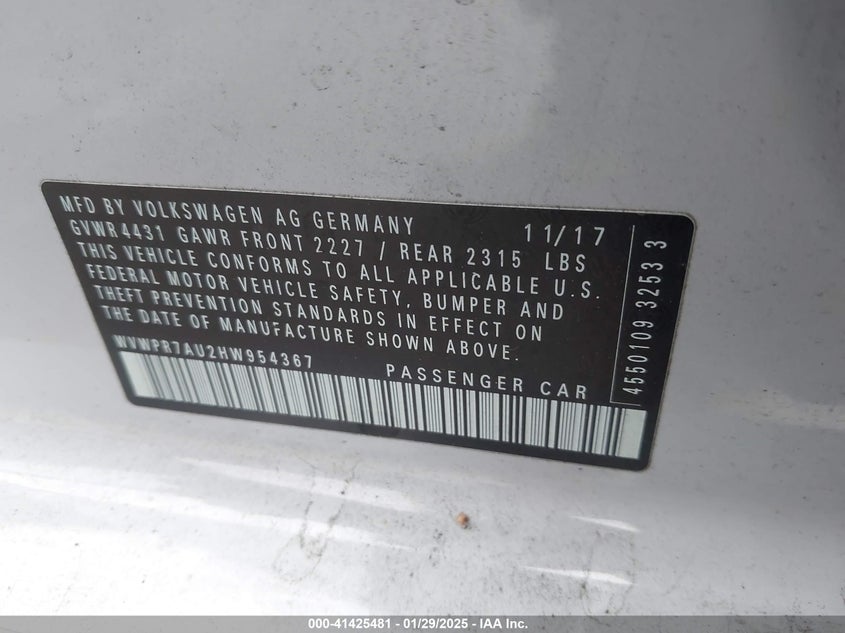 MFD BY VOLKSWAGEN AG GERMANY 11/17
GVWR4431 GAWR FRONT 2227 / REAR 2315 LBS
THIS VEHICLE CONFORMS TO ALL APPLICABLE U.S.
FEDERAL MOTOR VEHICLE SAFETY, BUMPER AND
THEFT PREVENTION STANDARDS IN EFFECT ON
THE DATE OF MANUFACTURE SHOWN ABOVE.
WVWPR7AU2HW954367
PASSENGER CAR
4550109 32533 3
000-41425481 - 01/29/2025 - IAA Inc.